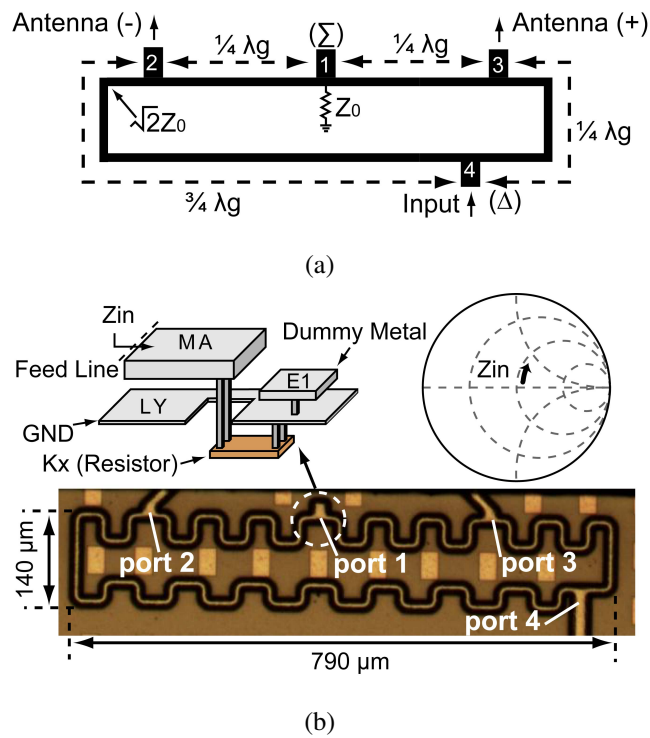 Antenna (-) ¼ λg (Σ) ¼ λg Antenna (+)
2 1 3
√2Z0 Z0 ¼ λg
4
¾ λg Input (Δ)
(a)
Zin
MA Dummy Metal
Feed Line E1 Zin
LY
GND
Kx (Resistor)
140 μm port 2 port 1 port 3
port 4
790 μm
(b)